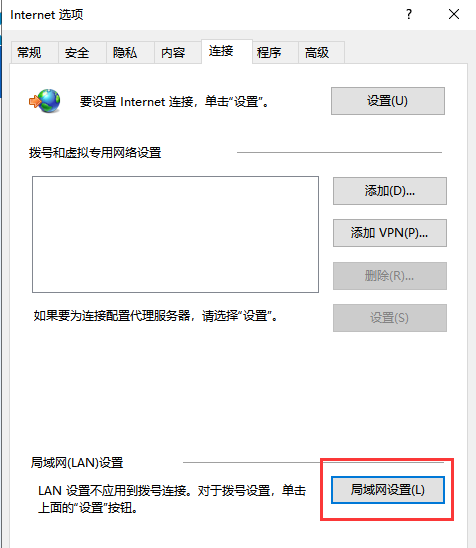 Internet 选项
常规 安全 隐私 内容 连接 程序 高级
要设置 Internet 连接，单击“设置”。 设置(U)
拨号和虚拟专用网络设置
添加(D)...
添加 VPN(P)...
删除(R)...
如果要为连接配置代理服务器，请选择“设置”。 设置(S)
局域网(LAN)设置
LAN 设置不应用到拨号连接。对于拨号设置，单击
上面的“设置”按钮。
局域网设置(L)